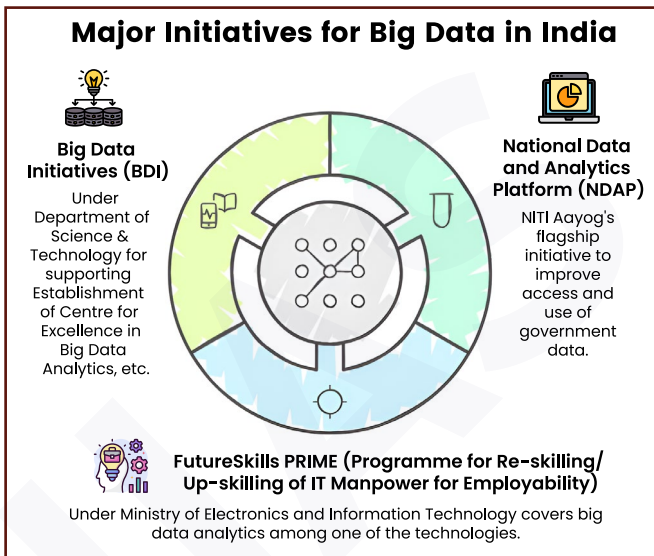 Major Initiatives for Big Data in India
Big Data
Initiatives (BDI)
Under
Department of
Science &
Technology for
supporting
Establishment
of Centre for
Excellence in
Big Data
Analytics, etc.
National Data
and Analytics
Platform (NDAP)
NITI Aayog's
flagship
initiative to
improve
access and
use of
government
data.
FutureSkills PRIME (Programme for Re-skilling/
Up-skilling of IT Manpower for Employability)
Under Ministry of Electronics and Information Technology covers big
data analytics among one of the technologies.